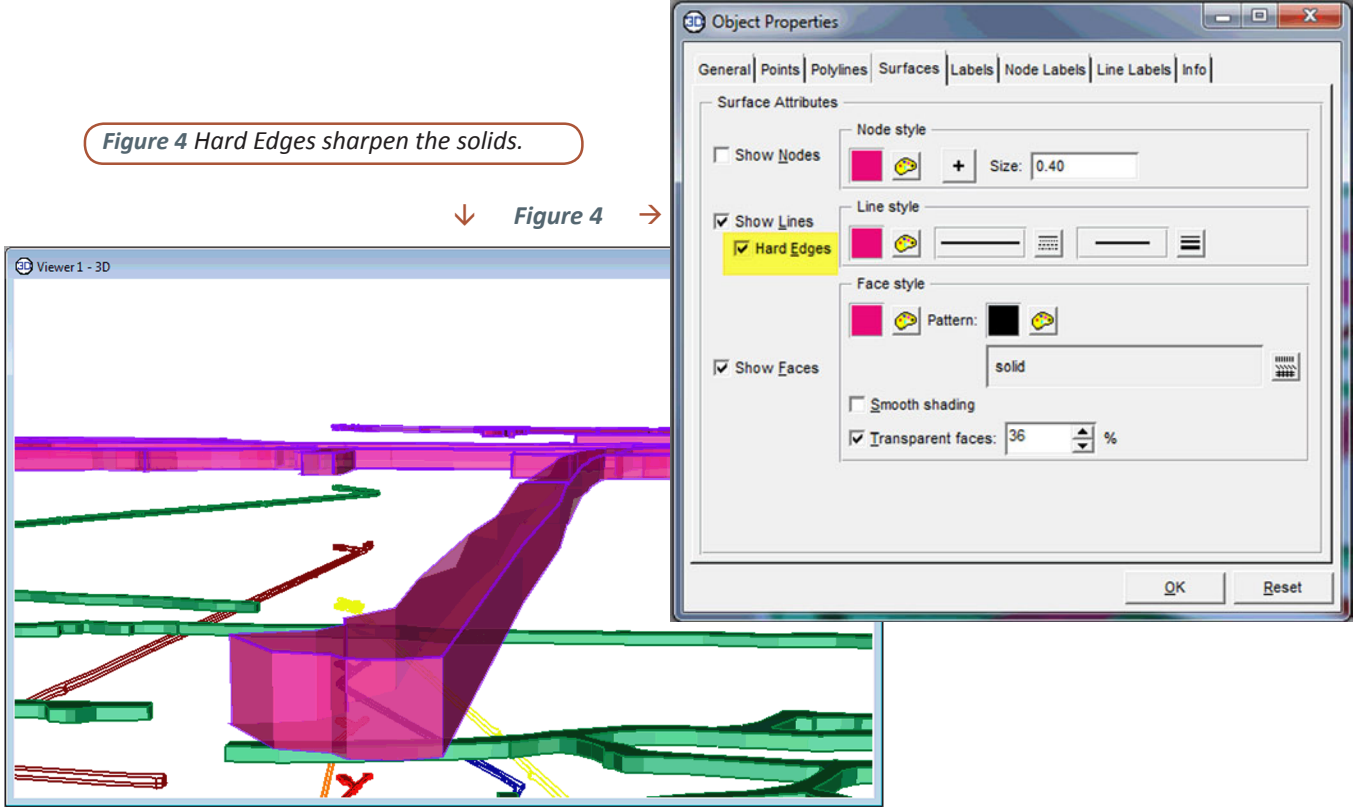 Figure 4 Hard Edges sharpen the solids.
Figure 4
Viewer 1 - 3D
3D Object Properties
General Points Polylines Surfaces Labels Node Labels Line Labels Info
Surface Attributes
Node style
Show Nodes
+ Size: 0.40
Line style
Show Lines
Hard Edges
Face style
Pattern:
Show Faces
solid
Smooth shading
Transparent faces: 36 %
OK Reset